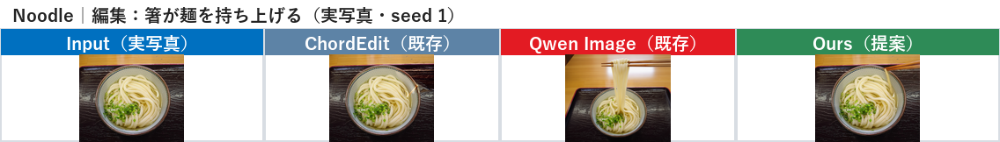 Noodle｜編集：箸が麺を持ち上げる（実写真・seed 1）
Input（実写真）
ChordEdit（既存）
Qwen Image（既存）
Ours（提案）